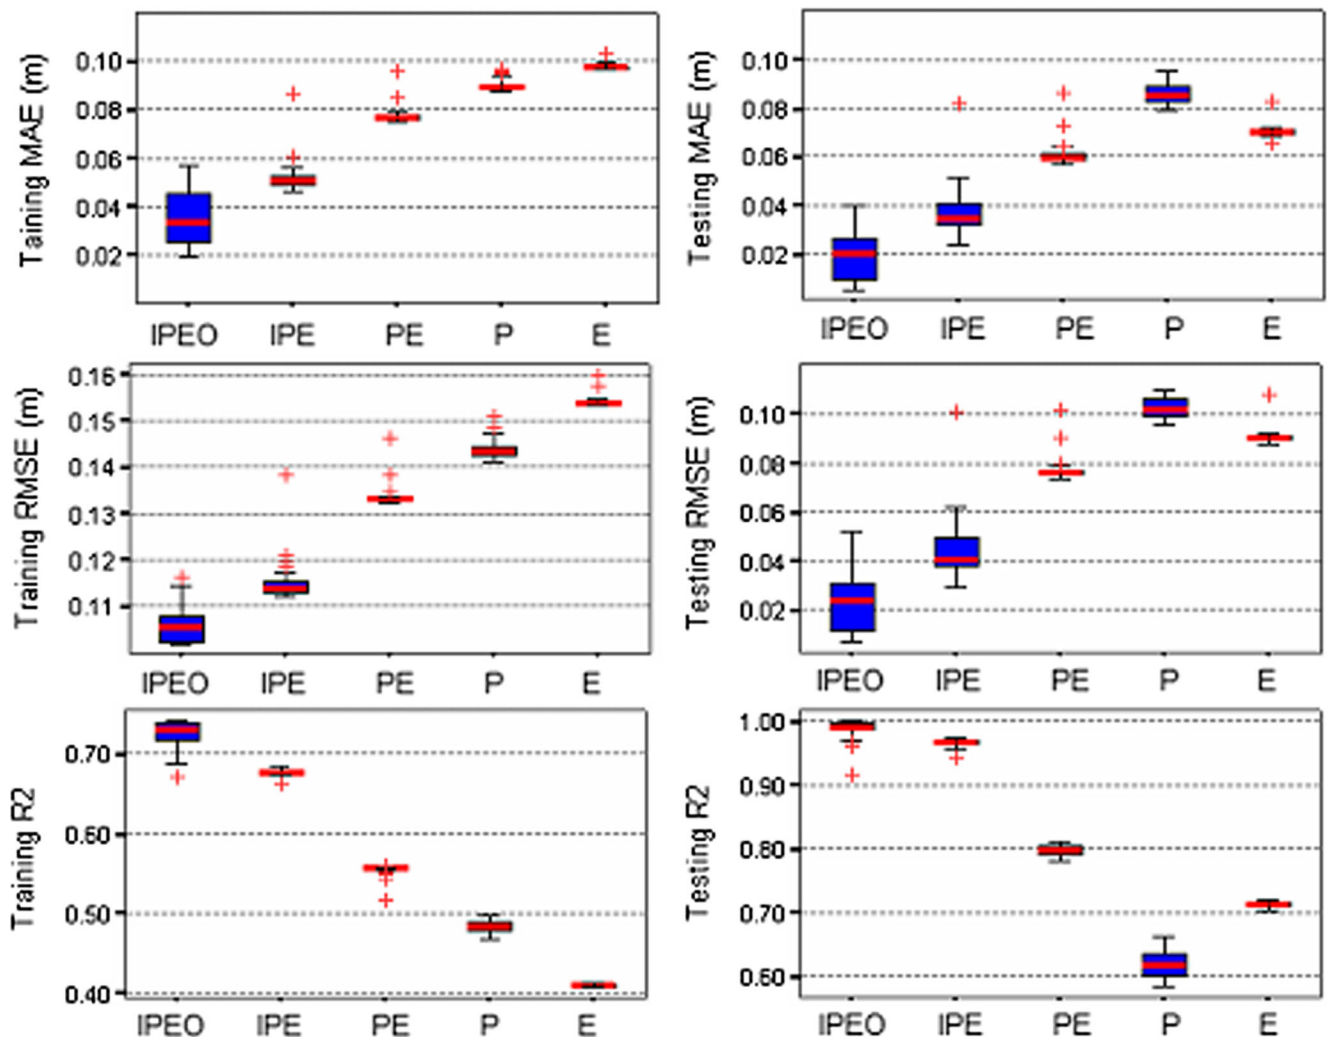 Taining MAE (m)
0.10
0.08
0.06
0.04
0.02
IPEO IPE PE P E
Testing MAE (m)
0.10
0.08
0.06
0.04
0.02
IPEO IPE PE P E
Training RMSE (m)
0.16
0.15
0.14
0.13
0.12
0.11
IPEO IPE PE P E
Testing RMSE (m)
0.10
0.08
0.06
0.04
0.02
IPEO IPE PE P E
Training R2
0.70
0.60
0.50
0.40
IPEO IPE PE P E
Testing R2
1.00
0.90
0.80
0.70
0.60
IPEO IPE PE P E